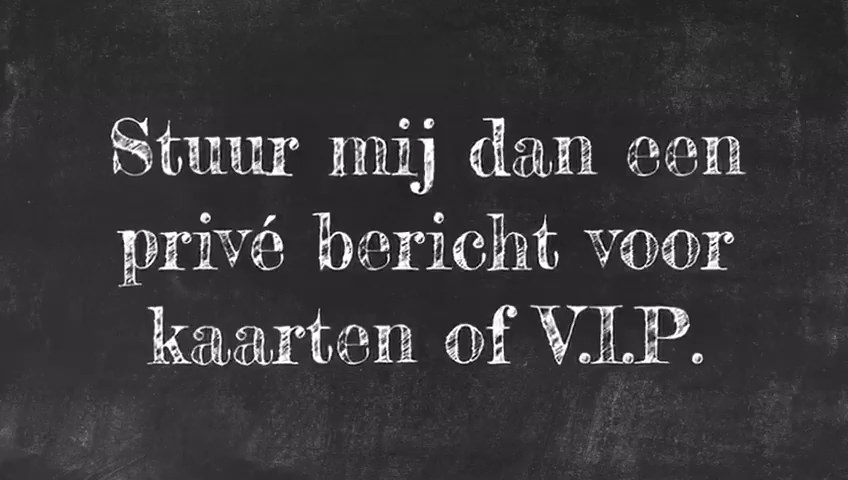 Stuur mij dan een
privé bericht voor
kaarten of V.I.P.